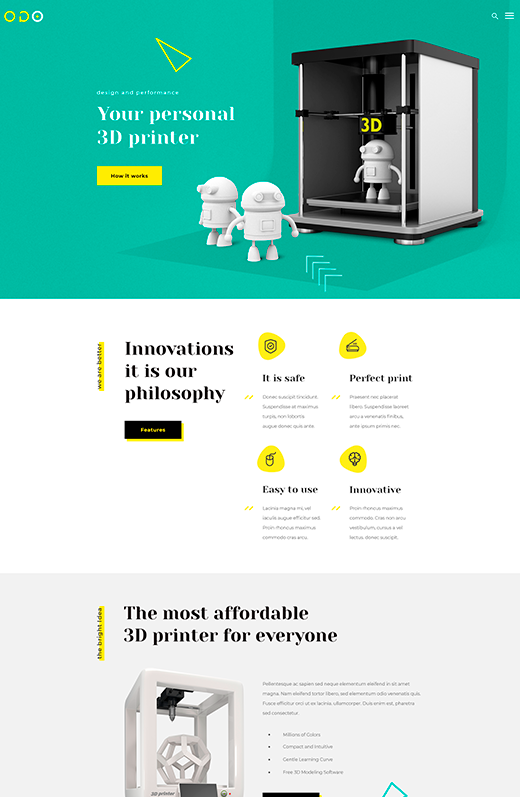 ODO
design and performance
Your personal
3D printer
How it works
3D
we are better
Innovations
it is our
philosophy
Features
It is safe
Donec suscipit tincidunt.
Suspendisse at maximus
turpis, non lobortis
augue donec quis ante.
Perfect print
Praesent nec placerat
libero. Suspendisse laoreet
arcu a venenatis finibus,
ante ipsum primis nec.
Easy to use
Lacinia magna mi, vel
iaculis augue efficitur sed.
Proin rhoncus maximus
commodo cras arcu.
Innovative
Proin rhoncus maximus
commodo. Cras non arcu
vestibulum, cursus a vel
lectus. donec suscipit.
the bright idea
The most affordable
3D printer for everyone
Pellentesque ac sapien sed neque elementum eleifend in sit amet
magna. Nam eleifend tortor libero, sed elementum odio venenatis quis.
Fusce efficitur orci ut ex lacinia, ullamcorper. Duis enim est, pharetra
sed consectetur.
Millions of Colors
Compact and Intuitive
Gentle Learning Curve
Free 3D Modeling Software
3D printer